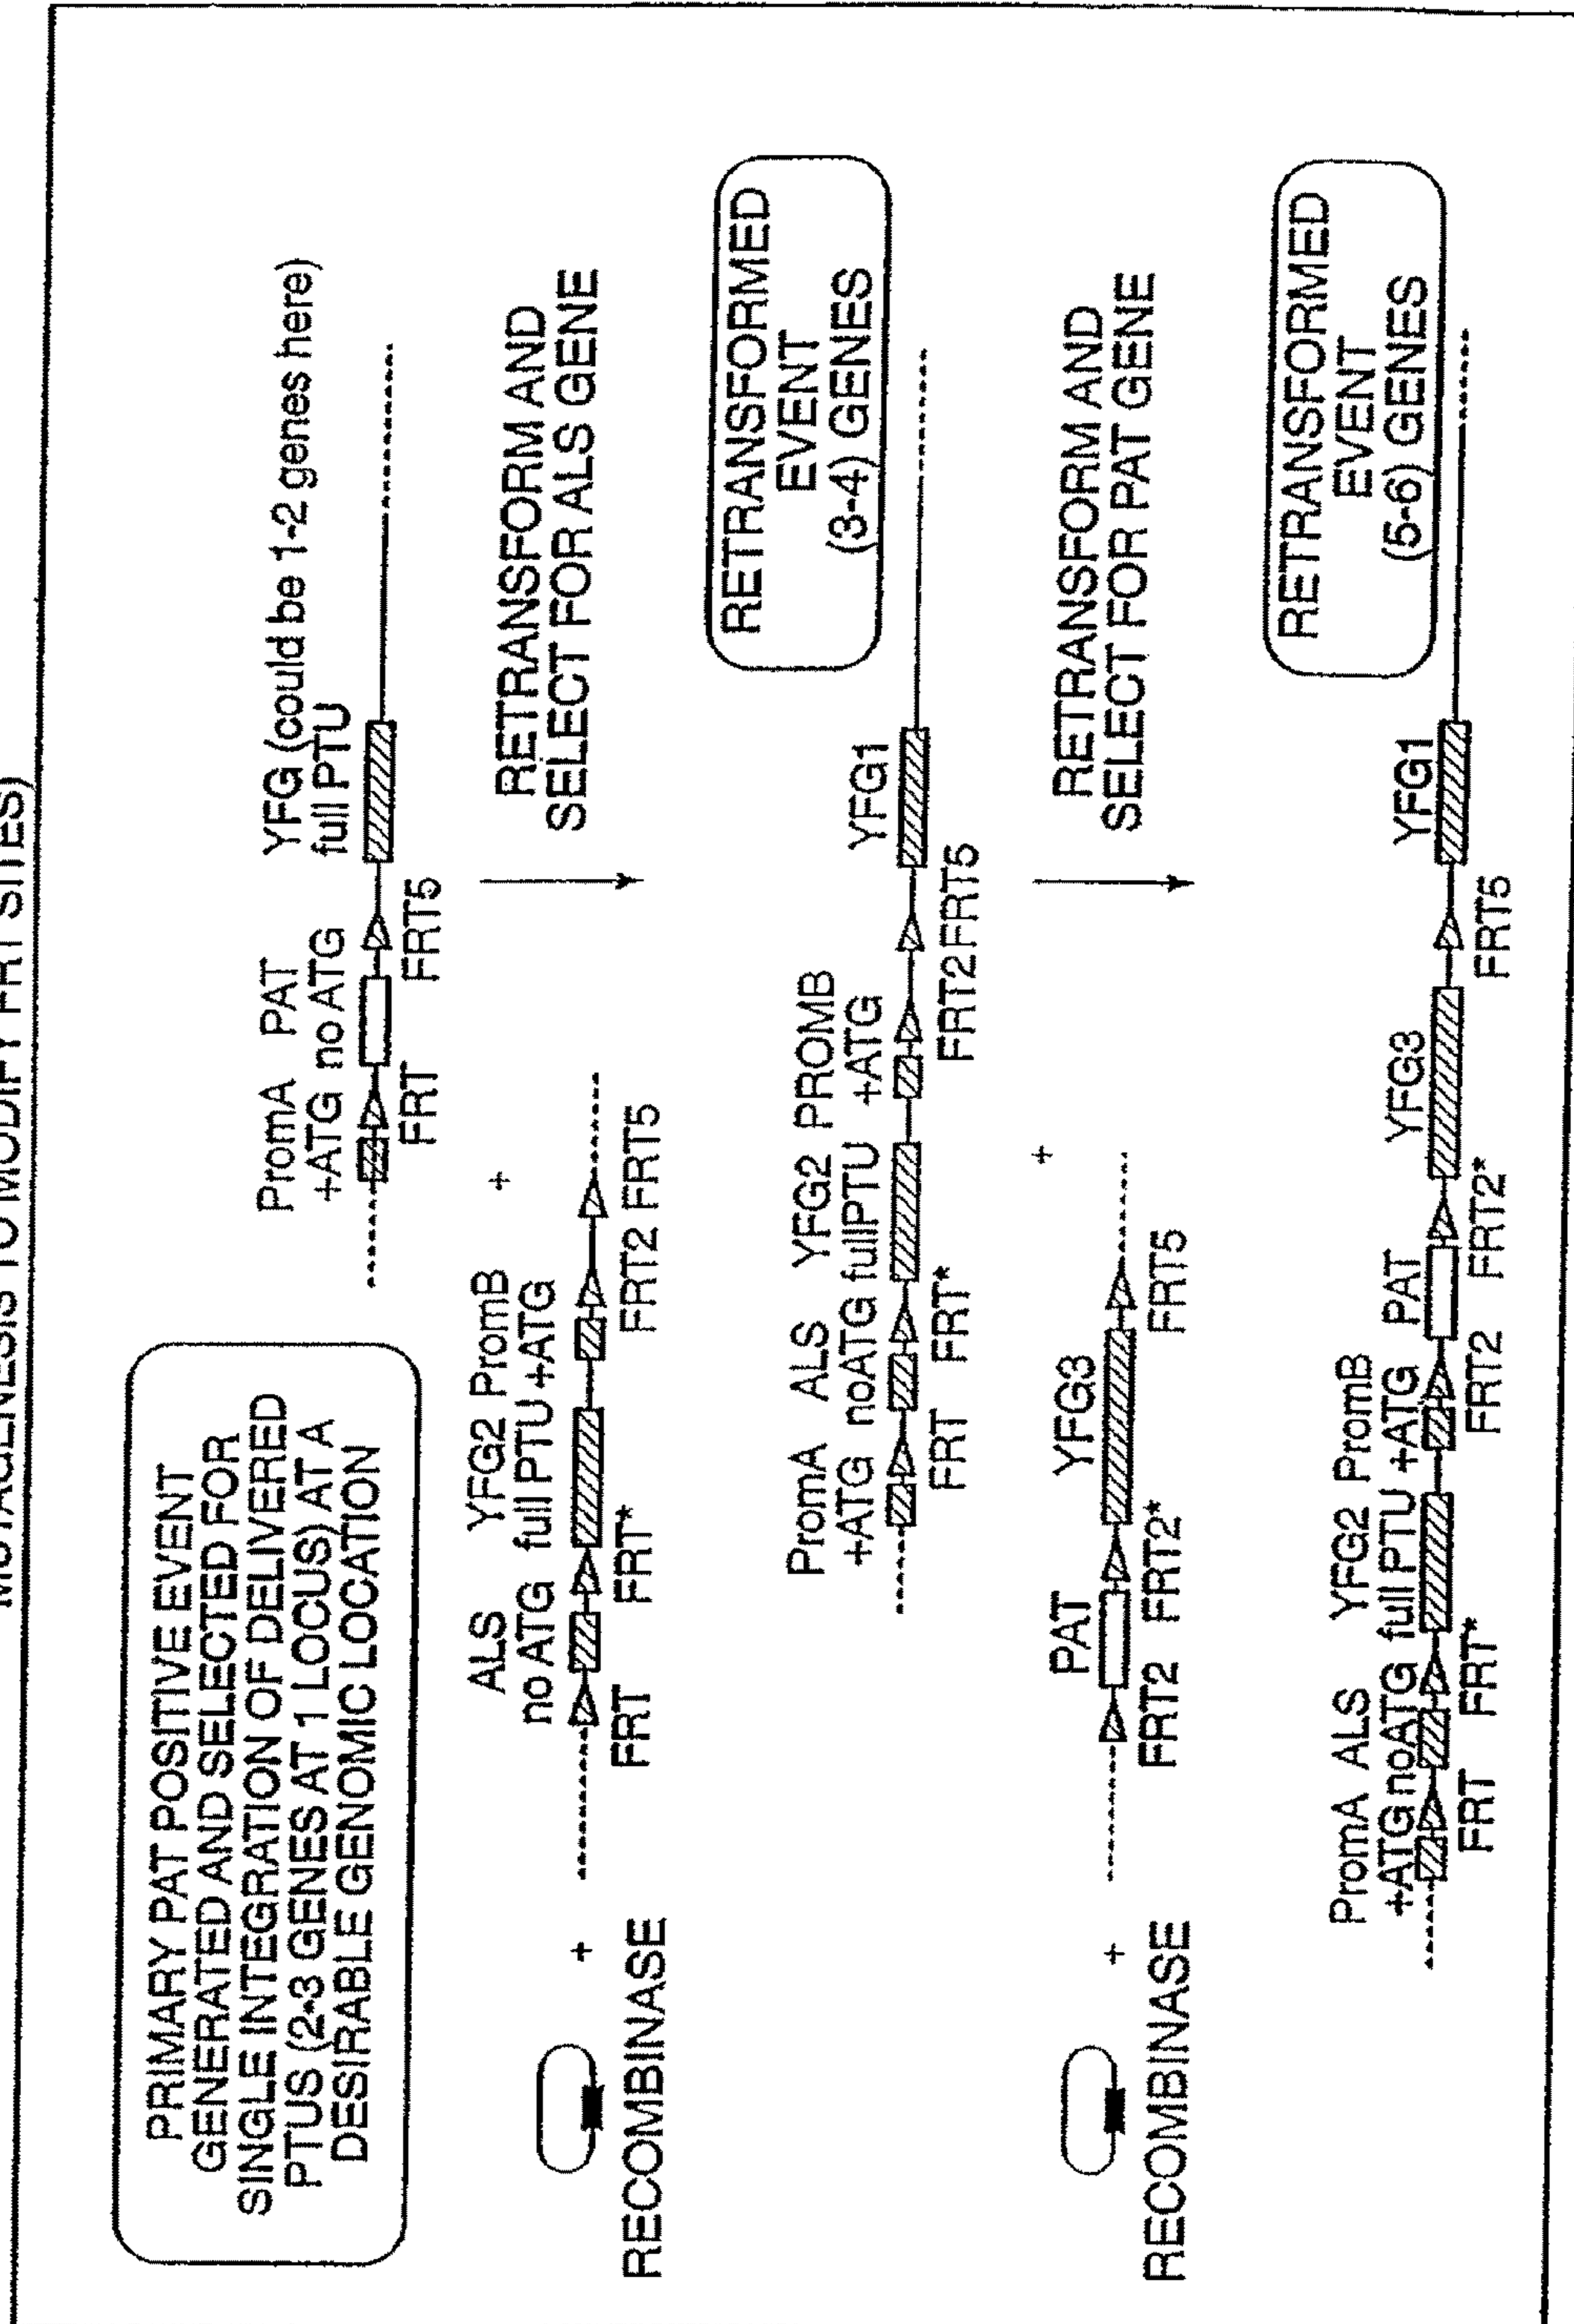 MUTAGENESIS TO MODIFY FRT SITES)
PRIMARY PAT POSITIVE EVENT
GENERATED AND SELECTED FOR
SINGLE INTEGRATION OF DELIVERED
PTUS (2-3 GENES AT 1 LOCUS) AT A
DESIRABLE GENOMIC LOCATION
PromA PAT YFG (could be 1-2 genes here)
+ATG no ATG full PTU
FRT FRT5
ALS YFG2 PromB
no ATG full PTU +ATG
+ +
FRT FRT* FRT2 FRT5
RECOMBINASE
RETRANSFORM AND
SELECT FOR ALS GENE
RETRANSFORMED
EVENT
(3-4) GENES
PromA ALS YFG2 PROMB YFG1
+ATG noATG fullPTU +ATG
FRT FRT* FRT2FRT5
PAT YFG3
+ +
FRT2 FRT2* FRT5
RECOMBINASE
RETRANSFORM AND
SELECT FOR PAT GENE
RETRANSFORMED
EVENT
(5-6) GENES
PromA ALS YFG2 PromB PAT YFG3 YFG1
+ATG noATG full PTU +ATG
FRT FRT* FRT2 FRT2* FRT5